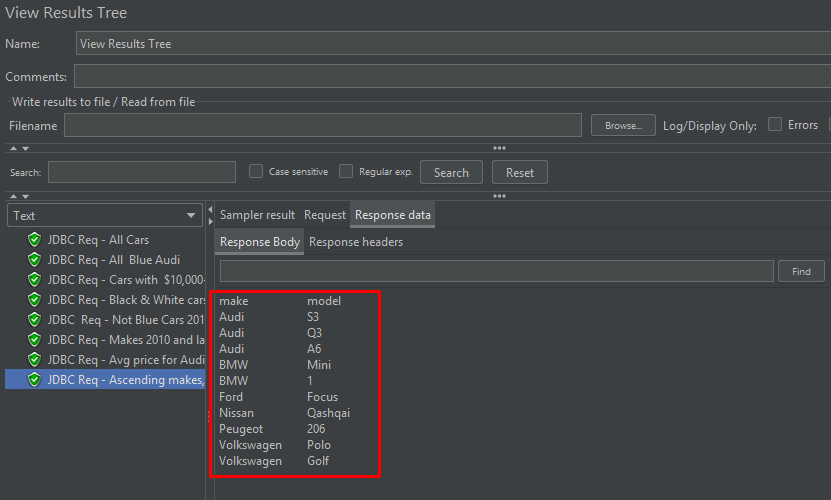 View Results Tree
Name: View Results Tree
Comments:
Write results to file / Read from file
Filename Browse... Log/Display Only: Errors
Search: Case sensitive Regular exp. Search Reset
Text
Sampler result Request Response data
JDBC Req - All Cars
Response Body Response headers
JDBC Req - All  Blue Audi
JDBC Req - Cars with  $10,000-
Find
JDBC Req - Black & White cars
JDBC  Req - Not Blue Cars 201
JDBC Req - Makes 2010 and la
JDBC Req - Avg price for Audi
JDBC Req - Ascending makes,
make model
Audi S3
Audi Q3
Audi A6
BMW Mini
BMW 1
Ford Focus
Nissan Qashqai
Peugeot 206
Volkswagen Polo
Volkswagen Golf